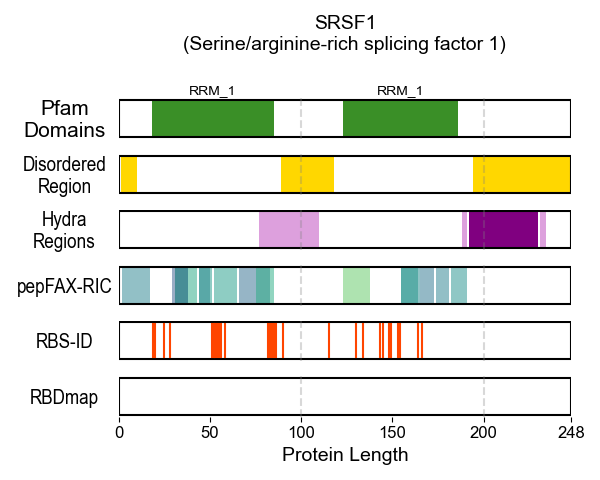 SRSF1
(Serine/arginine-rich splicing factor 1)
RRM_1 RRM_1
Pfam
Domains
Disordered
Region
Hydra
Regions
pepFAX-RIC
RBS-ID
RBDmap
0 50 100 150 200 248
Protein Length